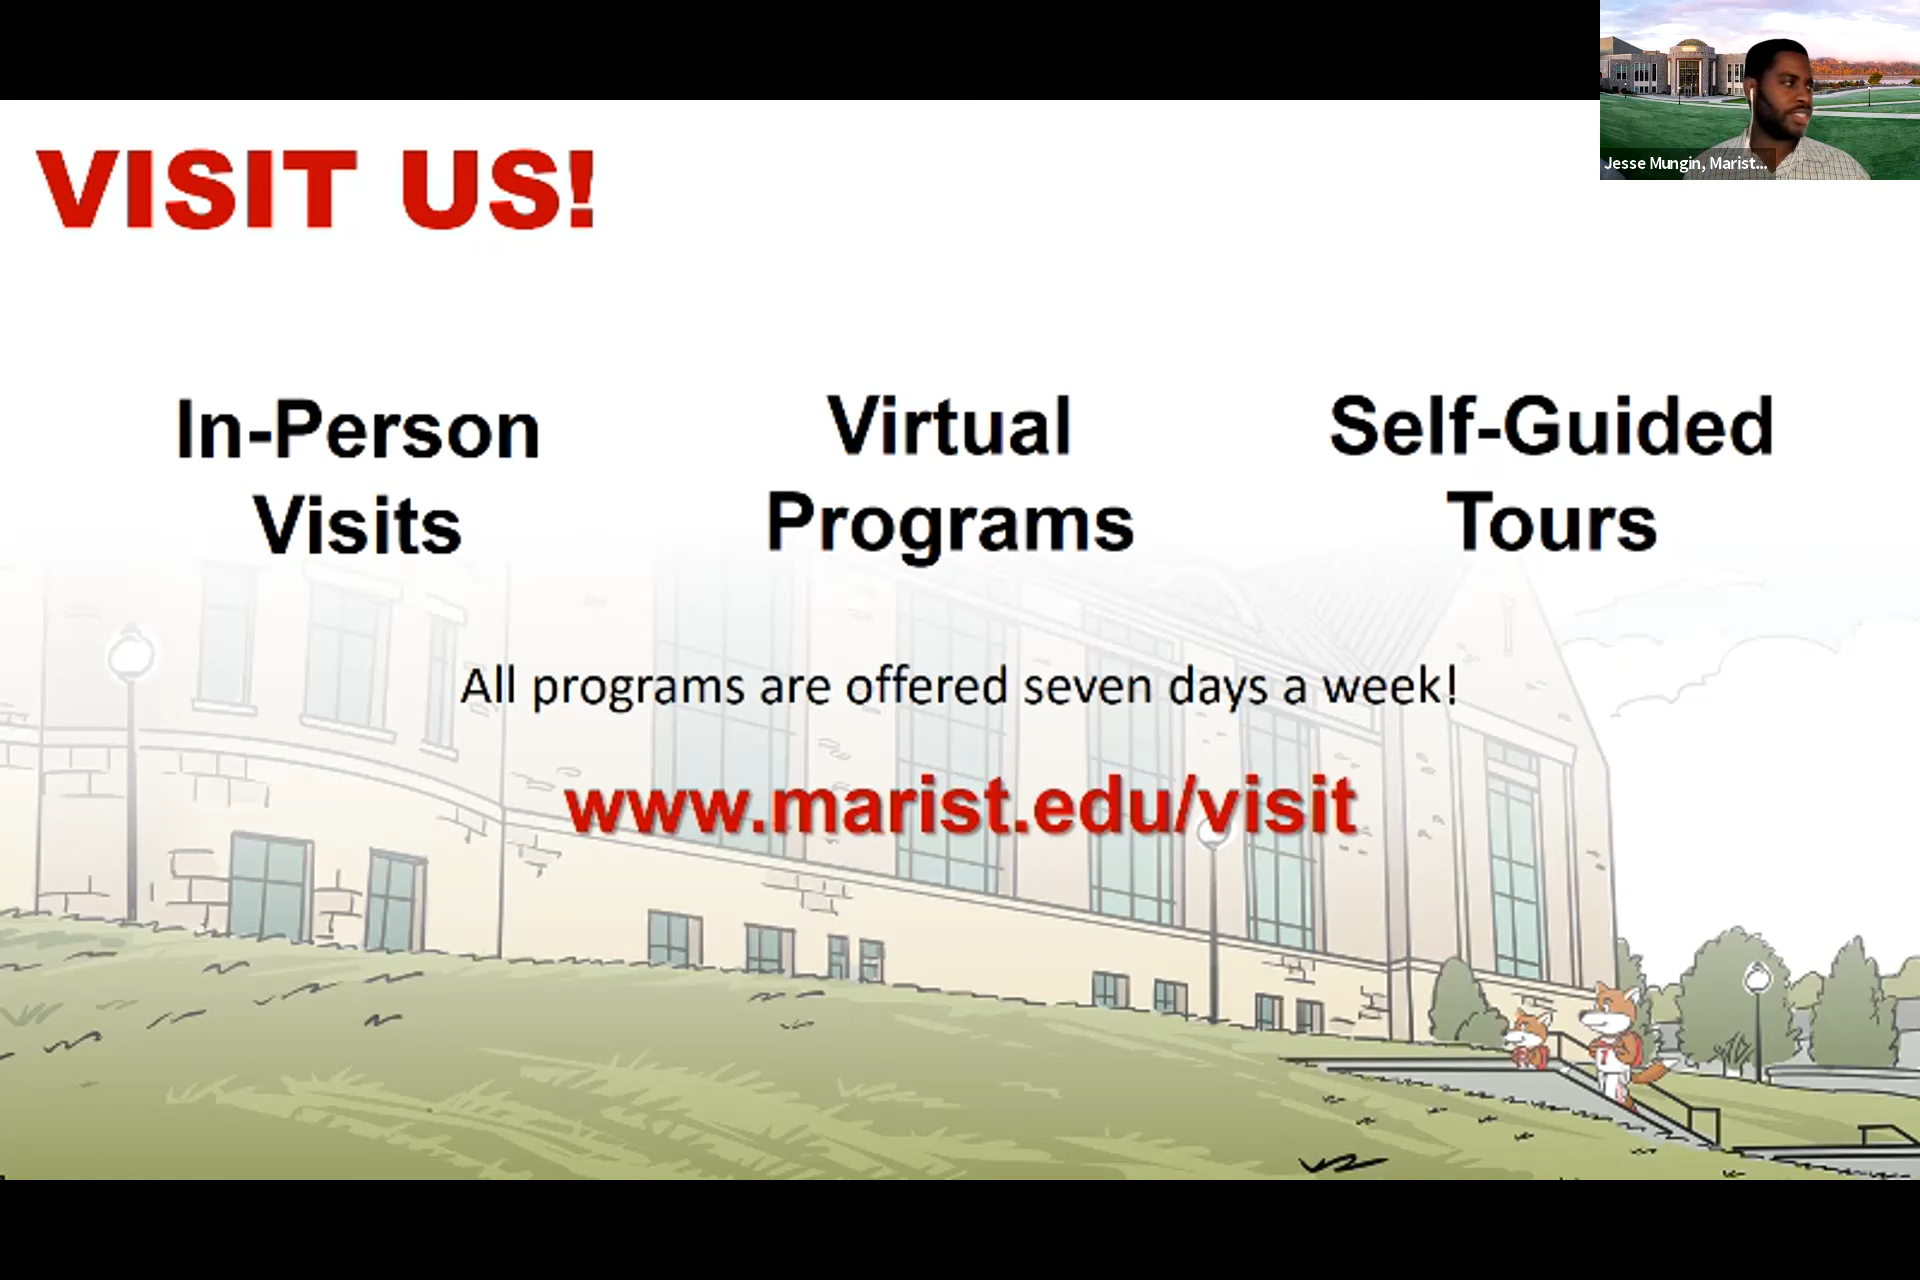 VISIT US!
Jesse Mungin, Marist...
In-Person
Visits
Virtual
Programs
Self-Guided
Tours
All programs are offered seven days a week!
www.marist.edu/visit
7